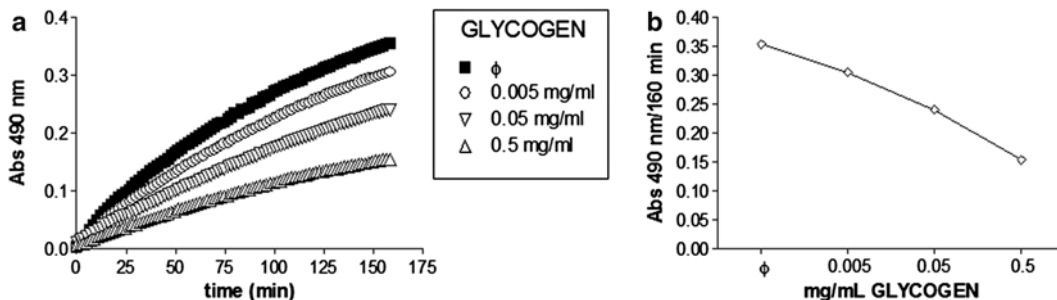 a
Abs 490 nm
0.4
0.3
0.2
0.1
0.0
0 25 50 75 100 125 150 175
time (min)
GLYCOGEN
ϕ
0.005 mg/ml
0.05 mg/ml
0.5 mg/ml
b
Abs 490 nm/160 min
0.40
0.35
0.30
0.25
0.20
0.15
0.10
0.05
0.00
ϕ 0.005 0.05 0.5
mg/mL GLYCOGEN